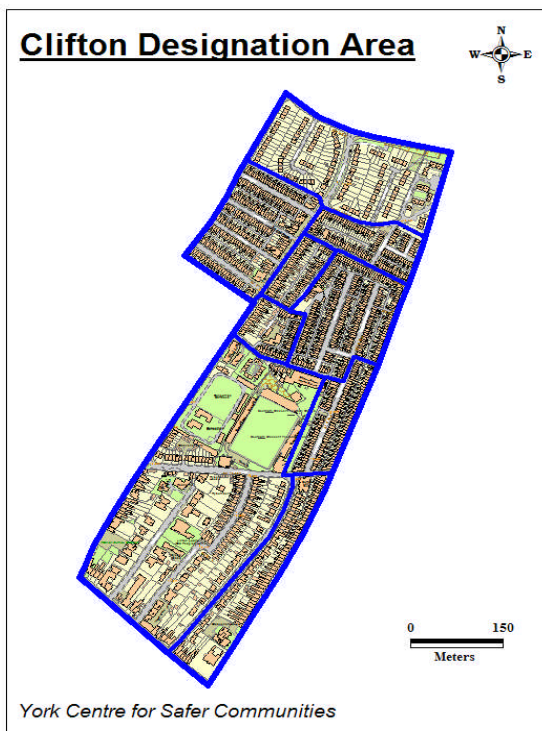 Clifton Designation Area
N
W E
S
0 150
Meters
York Centre for Safer Communities